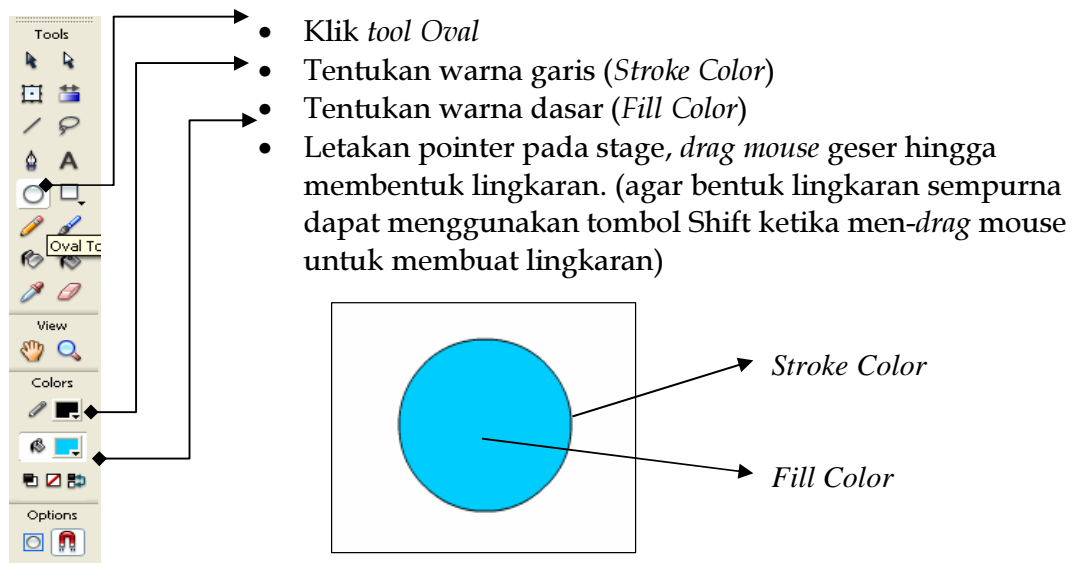 Tools
Oval To
View
Colors
Options
• Klik tool Oval
• Tentukan warna garis (Stroke Color)
• Tentukan warna dasar (Fill Color)
• Letakan pointer pada stage, drag mouse geser hingga
membentuk lingkaran. (agar bentuk lingkaran sempurna
dapat menggunakan tombol Shift ketika men-drag mouse
untuk membuat lingkaran)
Stroke Color
Fill Color